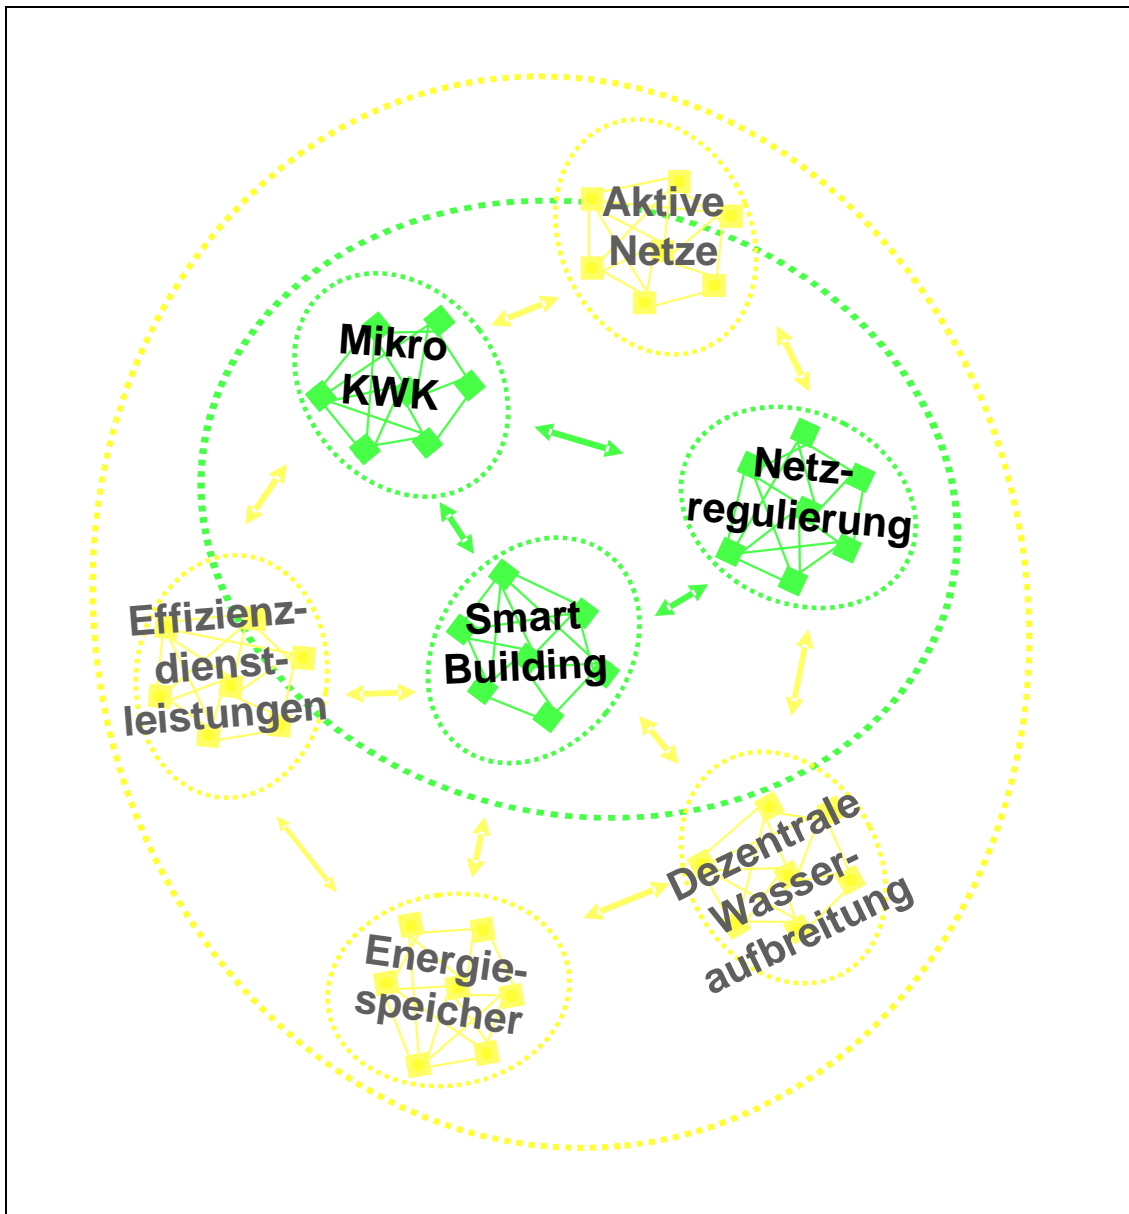 Aktive
Netze
Mikro
KWK
Netz-
regulierung
Smart
Building
Effizienz-
dienst-
leistungen
Dezentrale
Wasser-
aufbreitung
Energie-
speicher